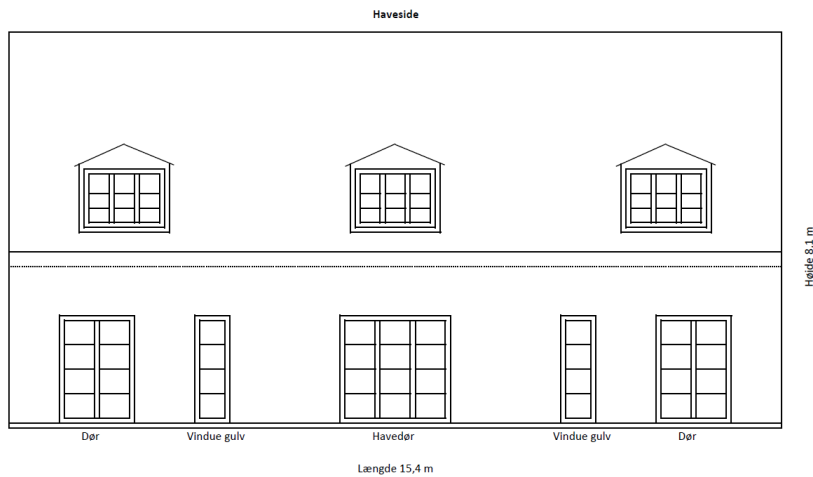 Haveside
Højde 8.1 m
Dør
Vindue gulv
Havedør
Vindue gulv
Dør
Længde 15,4 m